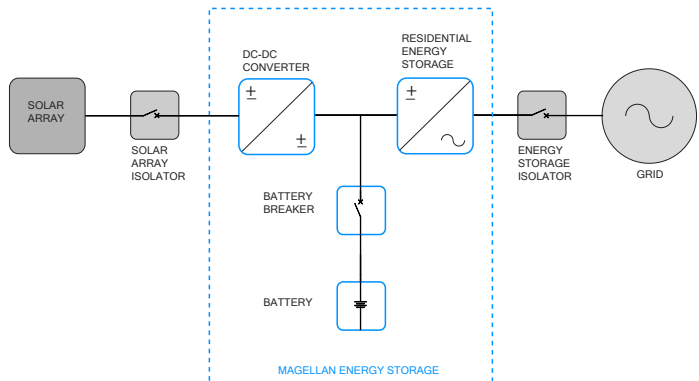 RESIDENTIAL
ENERGY
STORAGE
DC-DC
CONVERTER
SOLAR
ARRAY
SOLAR
ARRAY
ISOLATOR
ENERGY
STORAGE
ISOLATOR
GRID
BATTERY
BREAKER
BATTERY
MAGELLAN ENERGY STORAGE